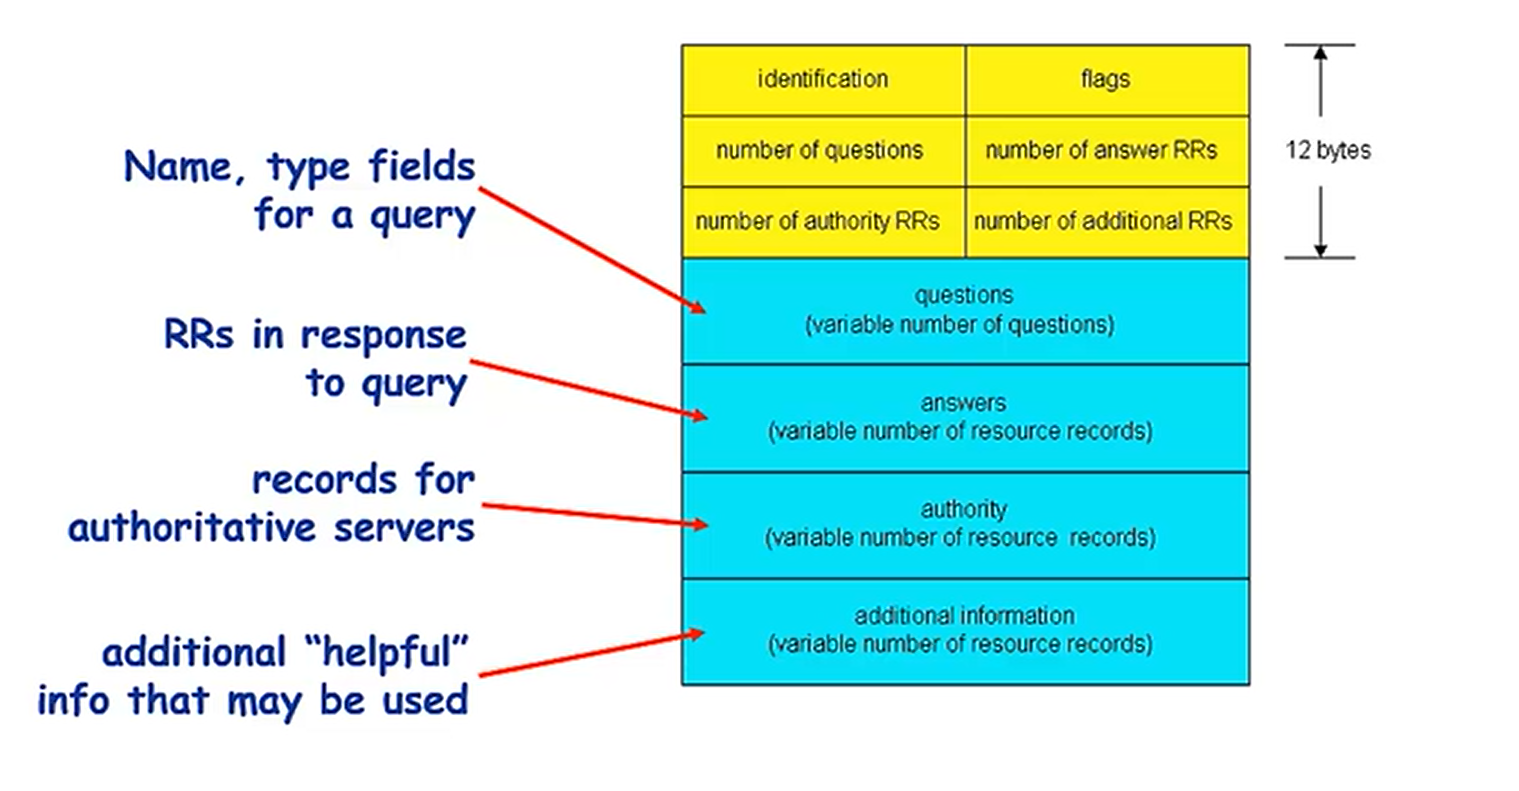 identification
flags
number of questions
number of answer RRs
number of authority RRs
number of additional RRs
12 bytes
Name, type fields
for a query
questions
(variable number of questions)
RRs in response
to query
answers
(variable number of resource records)
records for
authoritative servers
authority
(variable number of resource records)
additional “helpful”
info that may be used
additional information
(variable number of resource records)